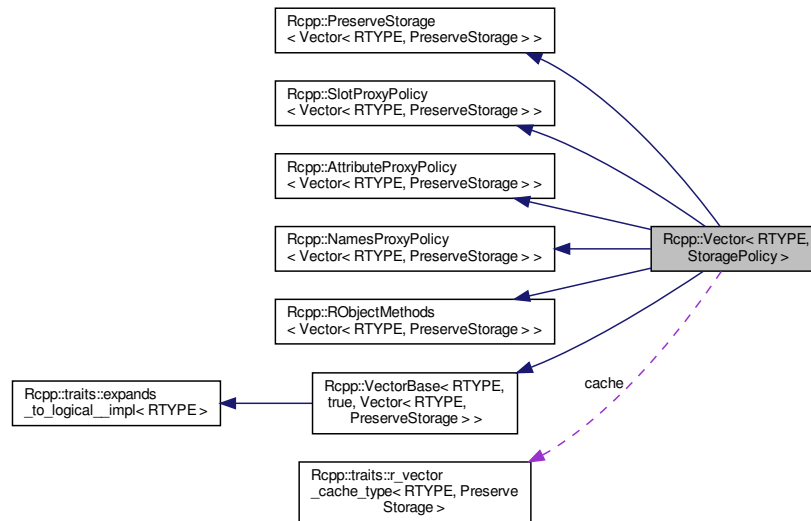 Rcpp::PreserveStorage
< Vector< RTYPE, PreserveStorage > >
Rcpp::SlotProxyPolicy
< Vector< RTYPE, PreserveStorage > >
Rcpp::AttributeProxyPolicy
< Vector< RTYPE, PreserveStorage > >
Rcpp::NamesProxyPolicy
< Vector< RTYPE, PreserveStorage > >
Rcpp::Vector< RTYPE,
StoragePolicy >
Rcpp::RObjectMethods
< Vector< RTYPE, PreserveStorage > >
Rcpp::traits::expands
_to_logical__impl< RTYPE >
Rcpp::VectorBase< RTYPE,
true, Vector< RTYPE,
PreserveStorage > >
cache
Rcpp::traits::r_vector
_cache_type< RTYPE, Preserve
Storage >